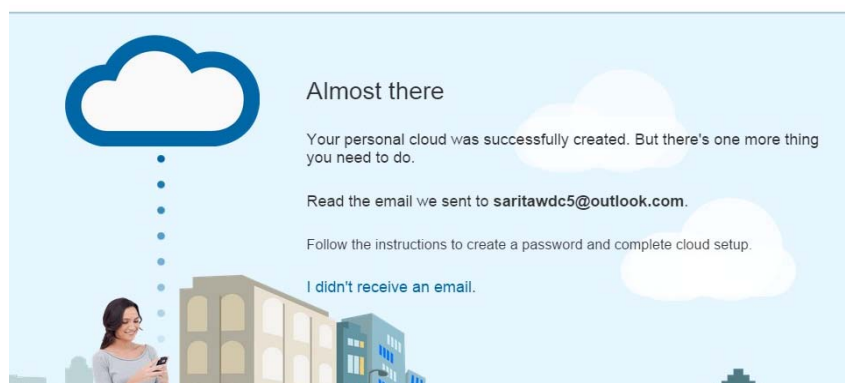 Almost there
Your personal cloud was successfully created. But there's one more thing
you need to do.
Read the email we sent to saritawdc5@outlook.com.
Follow the instructions to create a password and complete cloud setup.
I didn't receive an email.